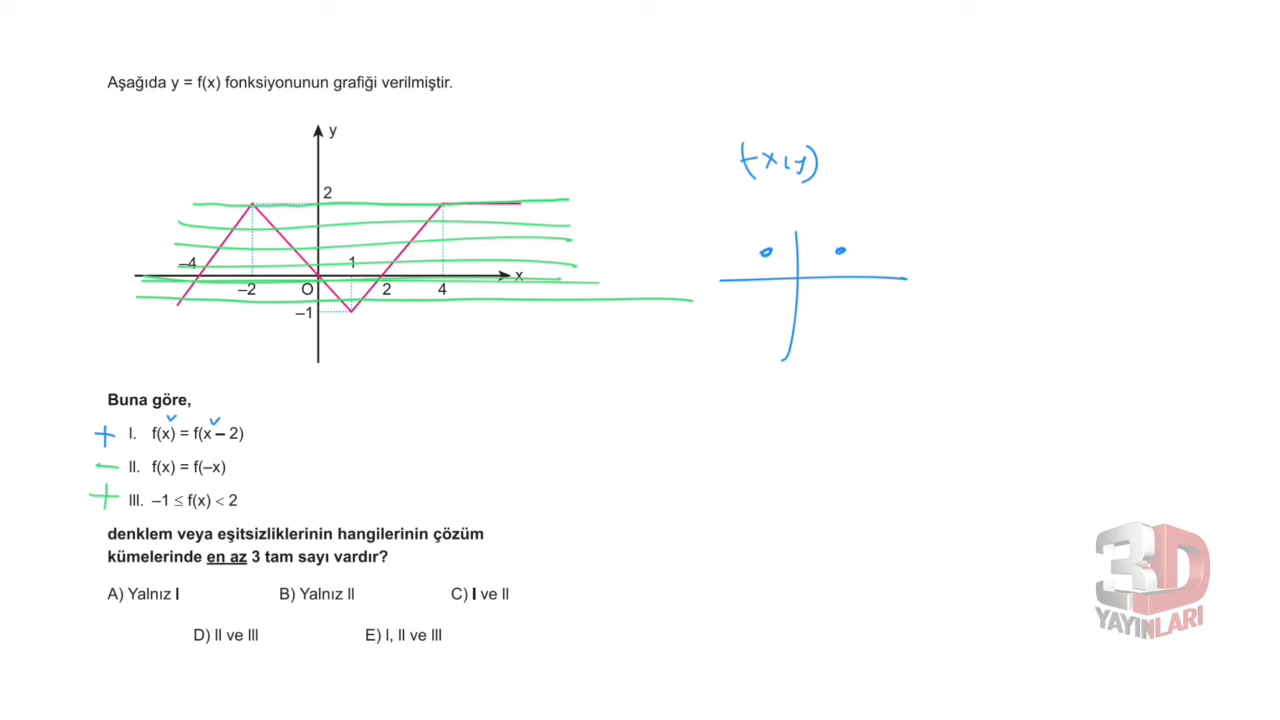 Aşağıda y = f(x) fonksiyonunun grafiği verilmiştir.
y
(-x,y)
2
-4
1
x
-2
O
2
4
-1
Buna göre,
+ I. f(x) = f(x – 2)
– II. f(x) = f(–x)
+ III. –1 ≤ f(x) < 2
denklem veya eşitsizliklerinin hangilerinin çözüm
kümelerinde en az 3 tam sayı vardır?
A) Yalnız I B) Yalnız II C) I ve II
D) II ve III E) I, II ve III
3D
YAYINLARI